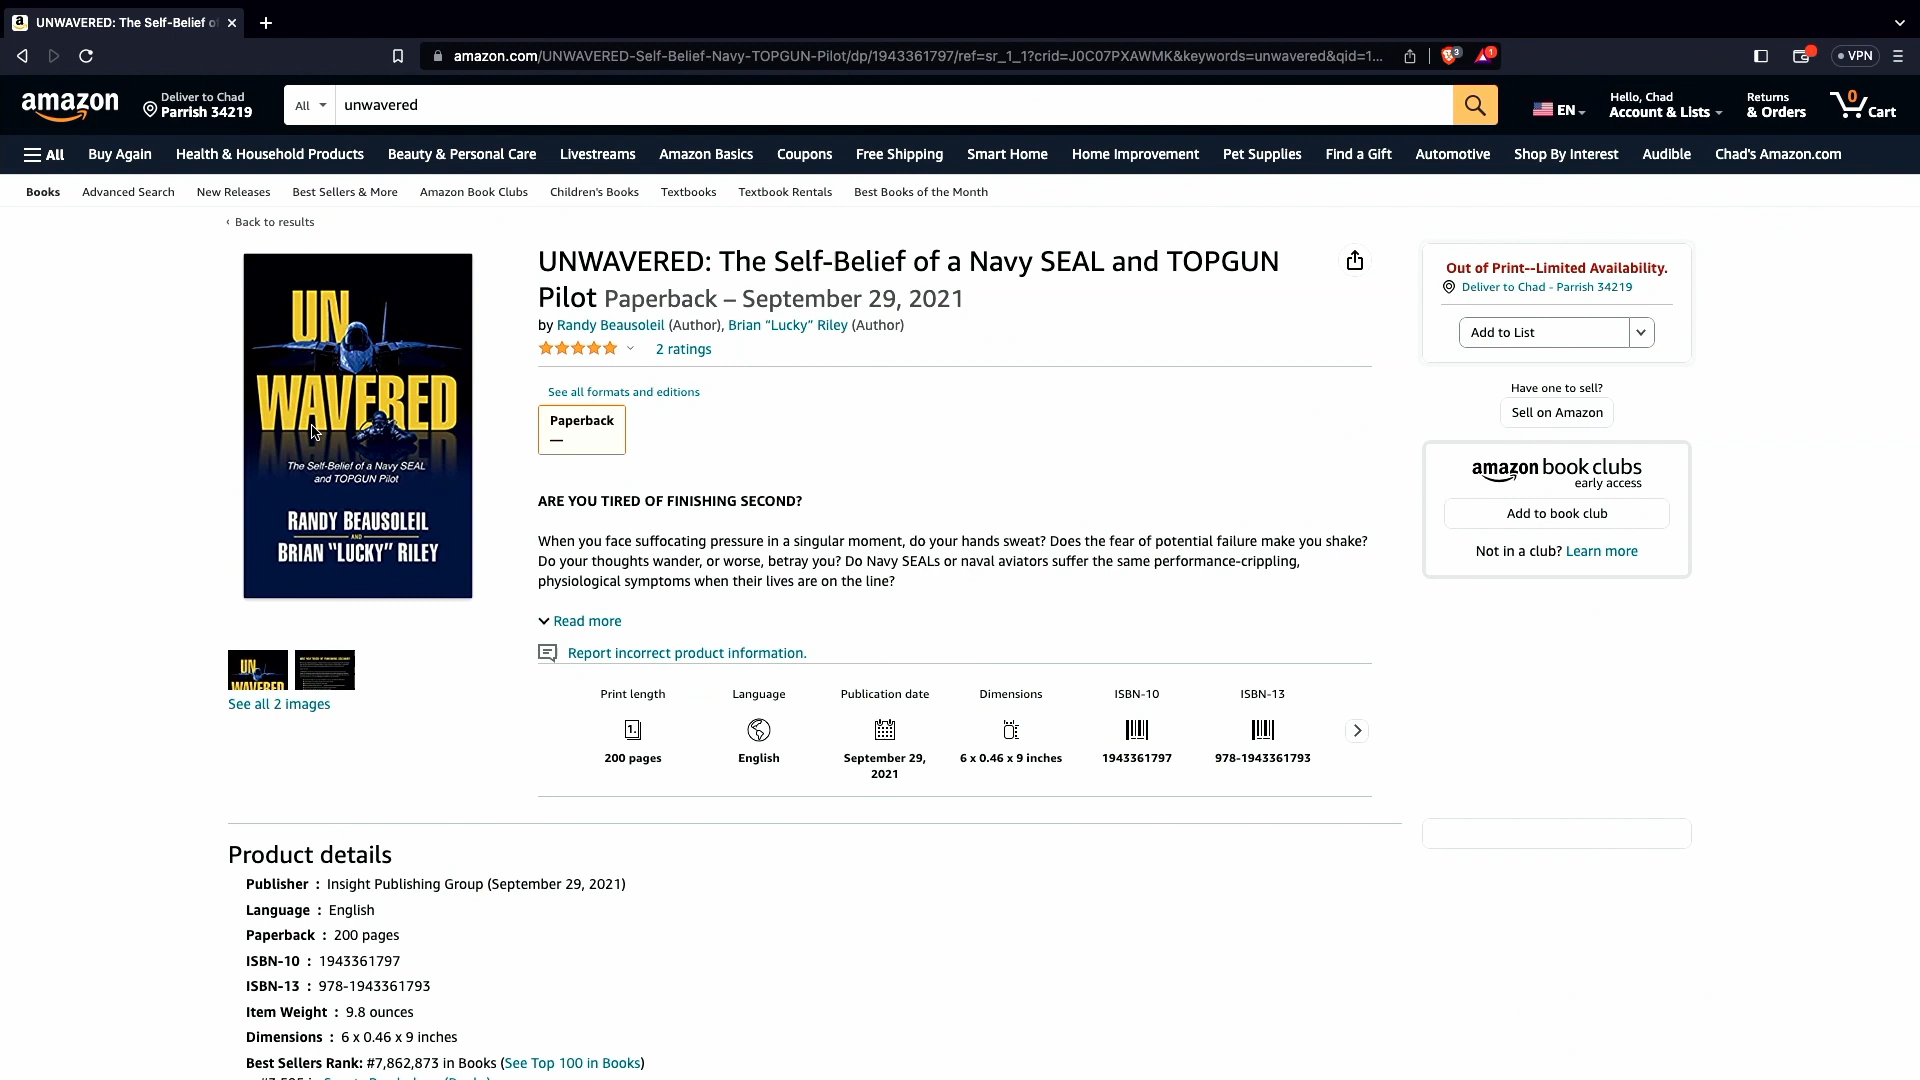 UNWAVERED: The Self-Belief o
amazon.com/UNWAVERED-Self-Belief-Navy-TOPGUN-Pilot/dp/1943361797/ref=sr_1_1?crid=J0C07PXAWMK&keywords=unwavered&qid=1...
3
1
VPN
amazon
Deliver to Chad
Parrish 34219
All
unwavered
EN
Hello, Chad
Account & Lists
Returns
& Orders
0
Cart
All
Buy Again
Health & Household Products
Beauty & Personal Care
Livestreams
Amazon Basics
Coupons
Free Shipping
Smart Home
Home Improvement
Pet Supplies
Find a Gift
Automotive
Shop By Interest
Audible
Chad's Amazon.com
Books
Advanced Search
New Releases
Best Sellers & More
Amazon Book Clubs
Children's Books
Textbooks
Textbook Rentals
Best Books of the Month
‹ Back to results
UN
WAVERED
The Self-Belief of a Navy SEAL
and TOPGUN Pilot
RANDY BEAUSOLEIL
AND
BRIAN “LUCKY” RILEY
UN
WAVERED
See all 2 images
UNWAVERED: The Self-Belief of a Navy SEAL and TOPGUN
Pilot Paperback – September 29, 2021
by Randy Beausoleil (Author), Brian “Lucky” Riley (Author)
2 ratings
See all formats and editions
Paperback
—
ARE YOU TIRED OF FINISHING SECOND?
When you face suffocating pressure in a singular moment, do your hands sweat? Does the fear of potential failure make you shake?
Do your thoughts wander, or worse, betray you? Do Navy SEALs or naval aviators suffer the same performance-crippling,
physiological symptoms when their lives are on the line?
Read more
Report incorrect product information.
Print length
Language
Publication date
Dimensions
ISBN-10
ISBN-13
200 pages
English
September 29,
2021
6 x 0.46 x 9 inches
1943361797
978-1943361793
Out of Print--Limited Availability.
Deliver to Chad - Parrish 34219
Add to List
Have one to sell?
Sell on Amazon
amazon book clubs
early access
Add to book club
Not in a club? Learn more
Product details
Publisher : Insight Publishing Group (September 29, 2021)
Language : English
Paperback : 200 pages
ISBN-10 : 1943361797
ISBN-13 : 978-1943361793
Item Weight : 9.8 ounces
Dimensions : 6 x 0.46 x 9 inches
Best Sellers Rank: #7,862,873 in Books (See Top 100 in Books)